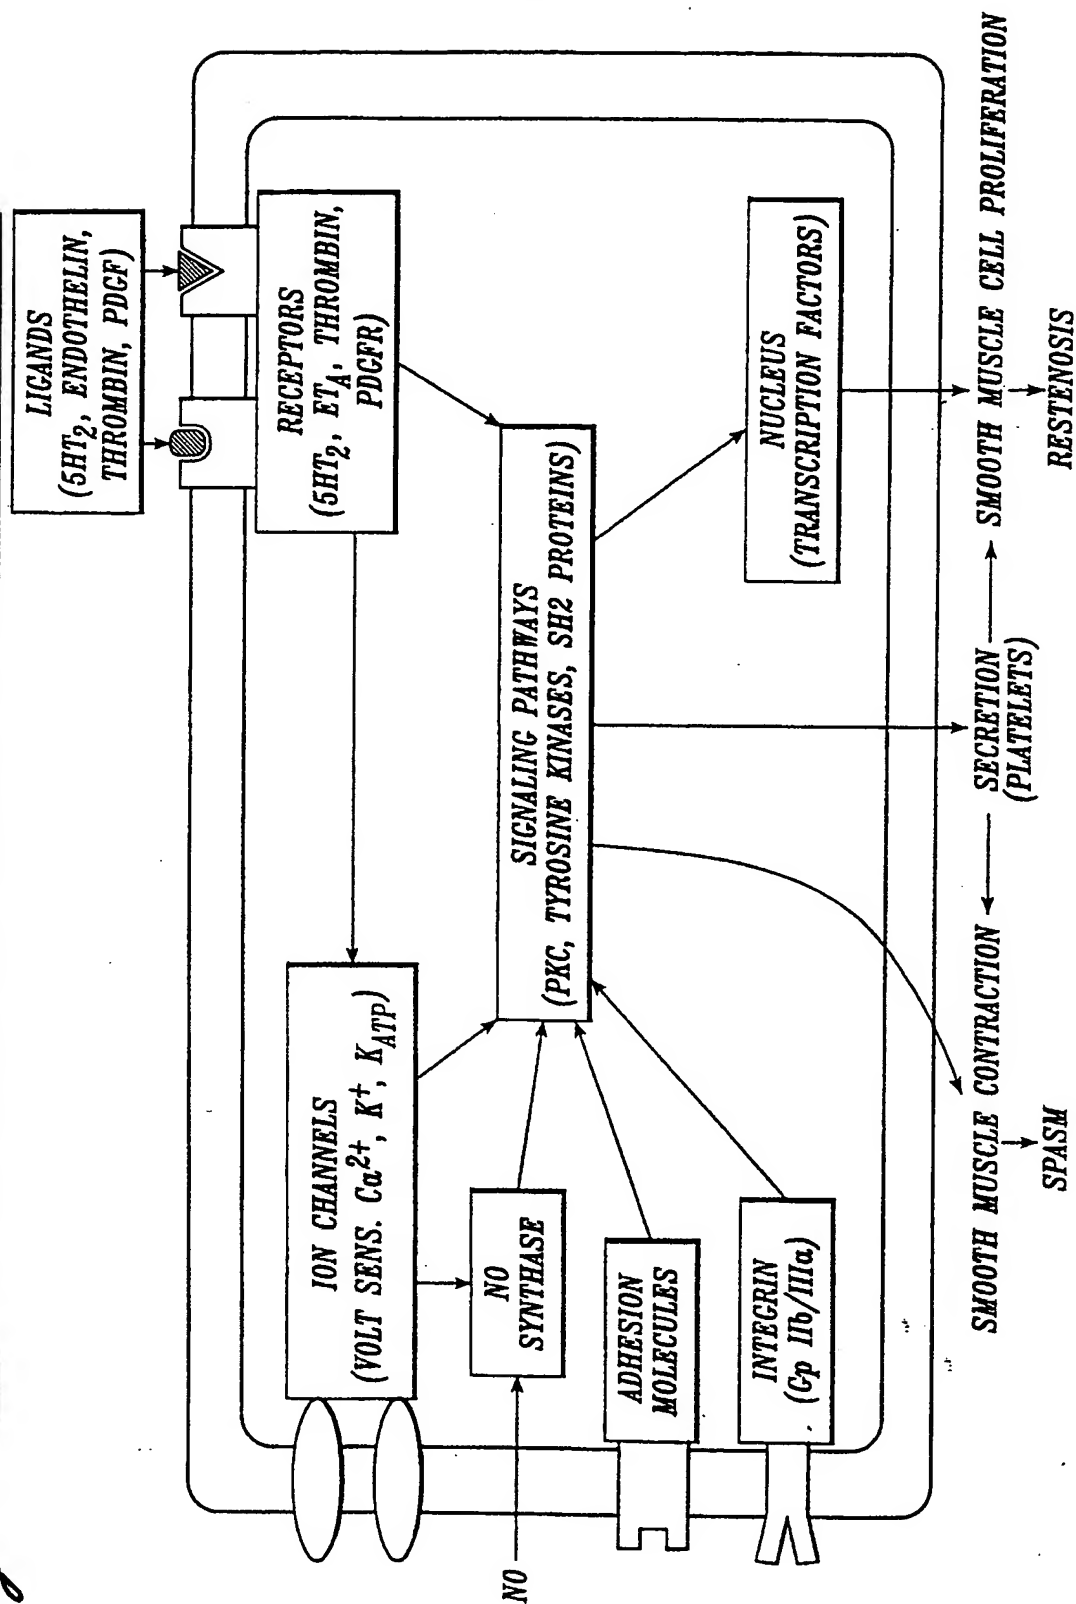 LIGANDS
(5HT2, ENDOTHELIN,
THROMBIN, PDGF)
RECEPTORS
(5HT2, ETA, THROMBIN,
PDGFR)
ION CHANNELS
(VOLT SENS. Ca2+, K+, KATP)
NO
SYNTHASE
NO
ADHESION
MOLECULES
INTEGRIN
(Gp IIb/IIIa)
SIGNALING PATHWAYS
(PKC, TYROSINE KINASES, SH2 PROTEINS)
NUCLEUS
(TRANSCRIPTION FACTORS)
SMOOTH MUSCLE CONTRACTION
SECRETION
(PLATELETS)
SMOOTH MUSCLE CELL PROLIFERATION
SPASM
RESTENOSIS